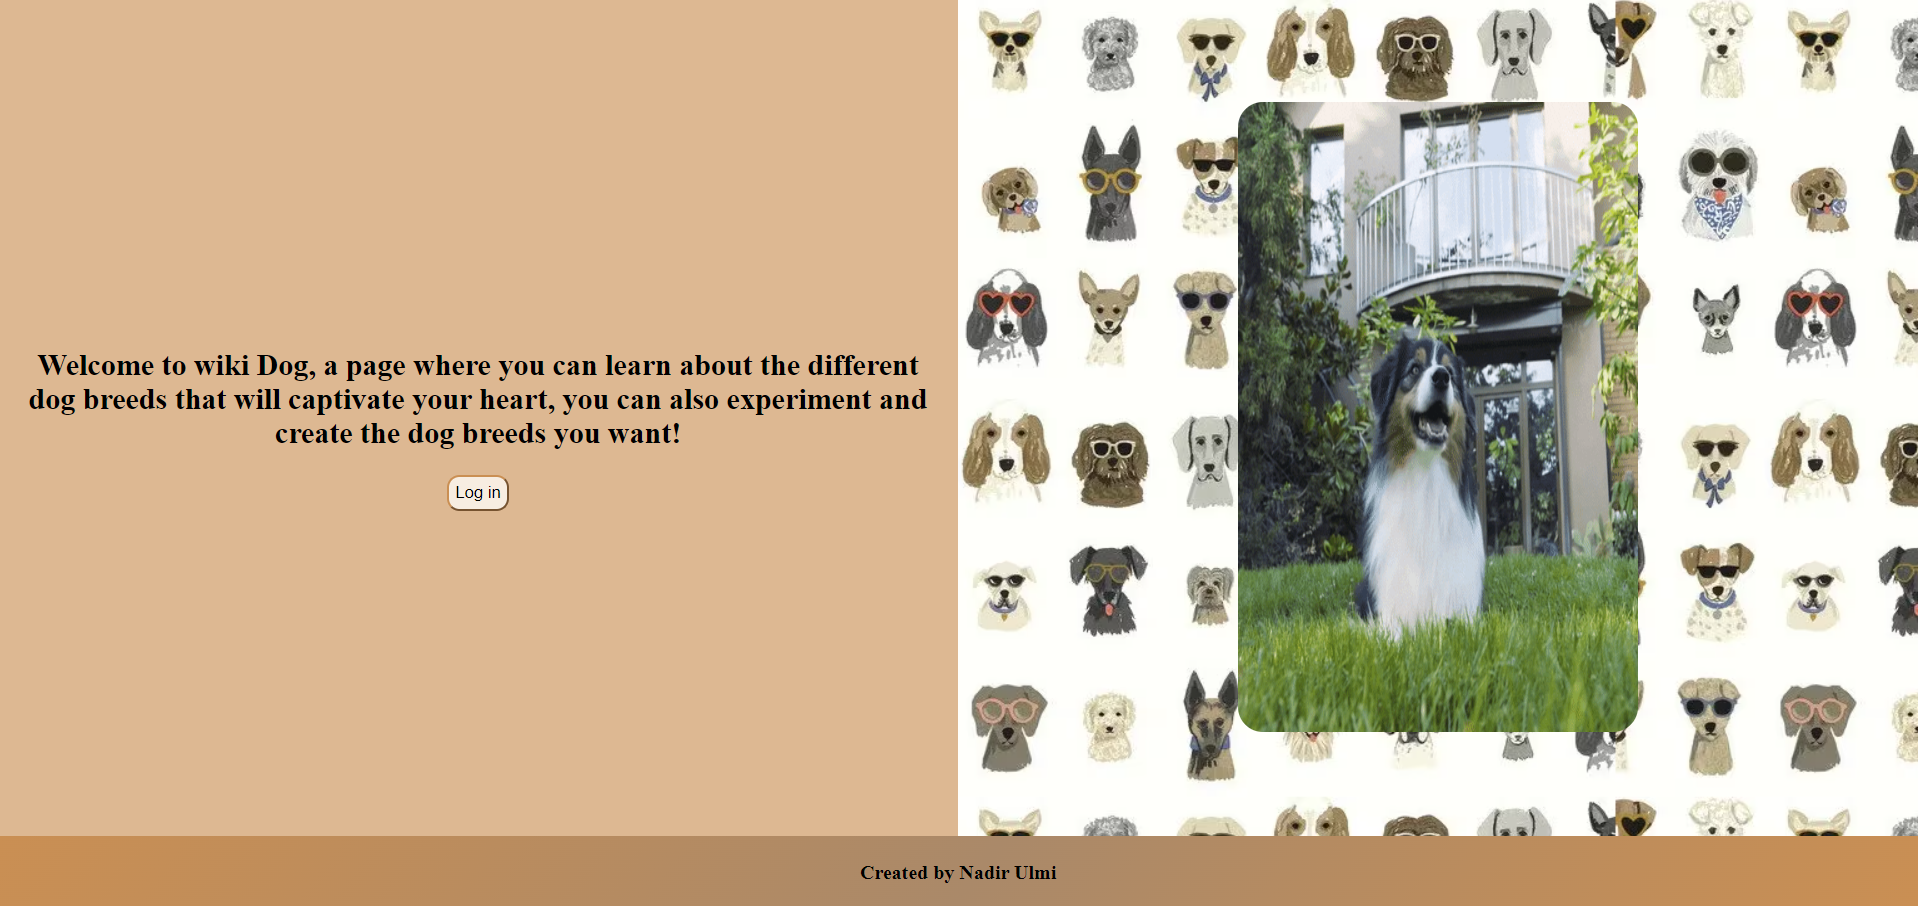 Welcome to wiki Dog, a page where you can learn about the different
dog breeds that will captivate your heart, you can also experiment and
create the dog breeds you want!
Log in
Created by Nadir Ulmi